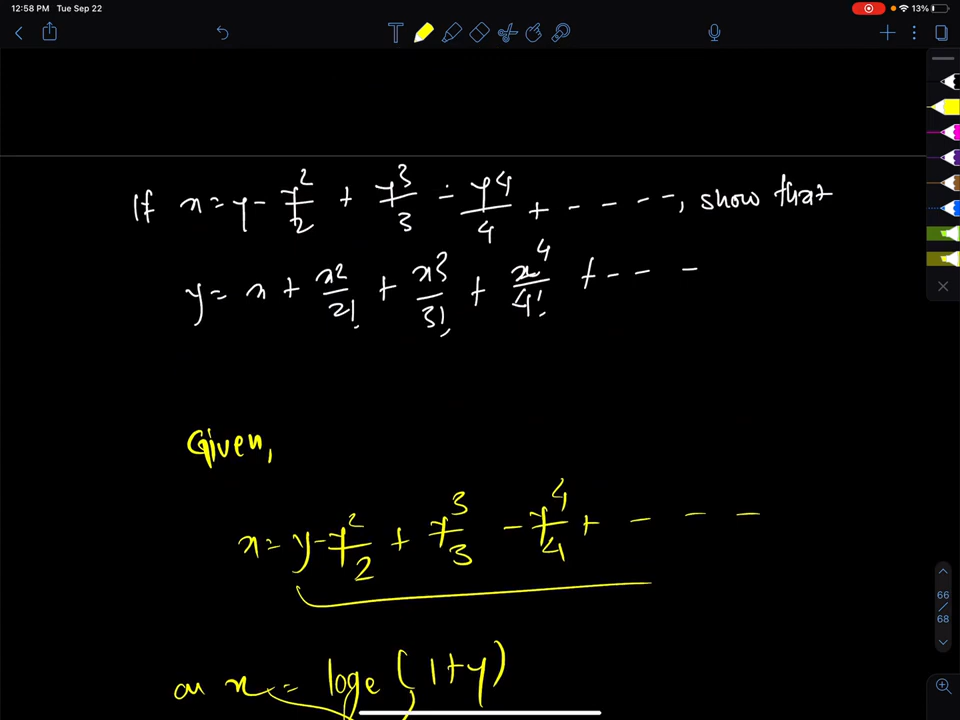 12:58 PM Tue Sep 22
13%
If x = y - y²/2 + y³/3 - y⁴/4 + - - - -, show that
y = x + x²/2! + x³/3! + x⁴/4! + - - -
Given,
x = y - y²/2 + y³/3 - y⁴/4 + - - -
66
/
68
or x = logₑ (1+y)